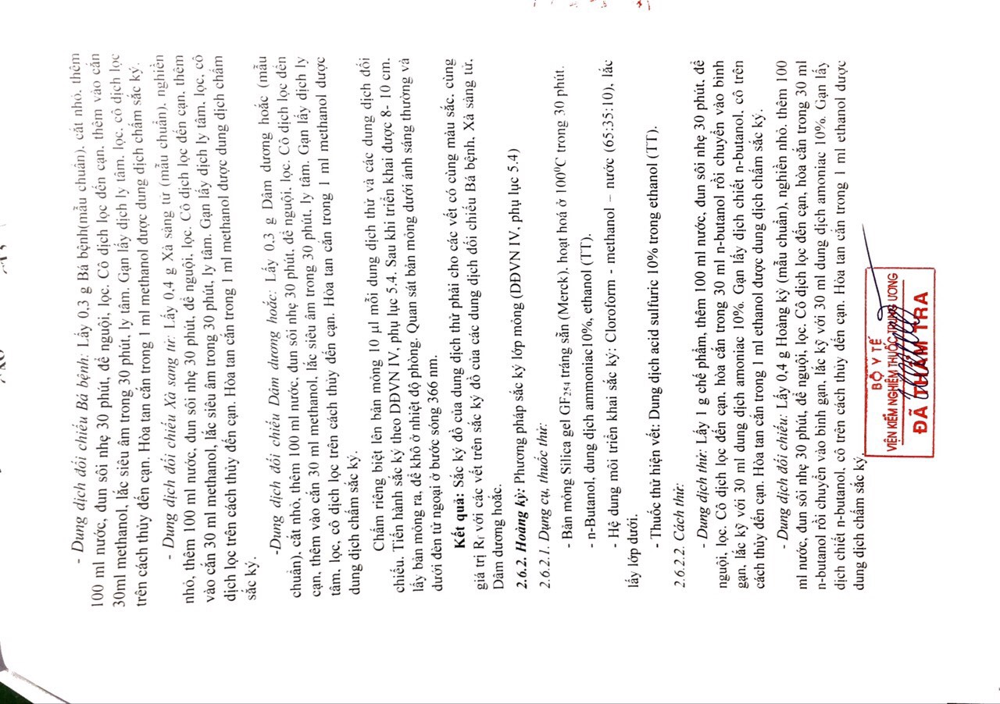 - Dung dịch đối chiếu Bá bệnh: Lấy 0,3 g Bá bệnh(mẫu chuẩn), cắt nhỏ, thêm
100 ml nước, đun sôi nhẹ 30 phút, để nguội, lọc. Cô dịch lọc đến cạn, thêm vào cắn
30ml methanol, lắc siêu âm trong 30 phút, ly tâm. Gạn lấy dịch ly tâm, lọc, cô dịch lọc
trên cách thủy đến cạn. Hòa tan cắn trong 1 ml methanol được dung dịch chấm sắc ký.
- Dung dịch đối chiếu Xà sang tử: Lấy 0,4 g Xà sàng tử (mẫu chuẩn), nghiền
nhỏ, thêm 100 ml nước, đun sôi nhẹ 30 phút, để nguội, lọc. Cô dịch lọc đến cạn, thêm
vào cắn 30 ml methanol, lắc siêu âm trong 30 phút, ly tâm. Gạn lấy dịch ly tâm, lọc, cô
dịch lọc trên cách thủy đến cạn. Hòa tan cắn trong 1 ml methanol được dung dịch chấm
sắc ký.
-Dung dịch đối chiếu Dâm dương hoắc: Lấy 0,3 g Dâm dương hoắc (mẫu
chuẩn), cắt nhỏ, thêm 100 ml nước, đun sôi nhẹ 30 phút, để nguội, lọc. Cô dịch lọc đến
cạn, thêm vào cắn 30 ml methanol, lắc siêu âm trong 30 phút, ly tâm. Gạn lấy dịch ly
tâm, lọc, cô dịch lọc trên cách thủy đến cạn. Hòa tan cắn trong 1 ml methanol được
dung dịch chấm sắc ký.
Chấm riêng biệt lên bản mỏng 10 µl mỗi dung dịch thử và các dung dịch đối
chiếu. Tiến hành sắc ký theo DĐVN IV, phụ lục 5.4. Sau khi triển khai được 8- 10 cm,
lấy bản mỏng ra, để khô ở nhiệt độ phòng. Quan sát bản mỏng dưới ánh sáng thường và
dưới đèn tử ngoại ở bước sóng 366 nm.
Kết quả: Sắc ký đồ của dung dịch thử phải cho các vết có cùng màu sắc, cùng
giá trị Rf với các vết trên sắc ký đồ của các dung dịch đối chiếu Bá bệnh, Xà sàng tử,
Dâm dương hoắc.
2.6.2. Hoàng kỳ: Phương pháp sắc ký lớp mỏng (DĐVN IV, phụ lục 5.4)
2.6.2.1. Dụng cụ, thuốc thử:
- Bản mỏng Silica gel GF254 tráng sẵn (Merck), hoạt hoá ở 100⁰C trong 30 phút.
- n-Butanol, dung dịch ammoniac10%, ethanol (TT).
- Hệ dung môi triển khai sắc ký: Cloroform - methanol – nước (65:35:10), lắc
lấy lớp dưới.
- Thuốc thử hiện vết: Dung dịch acid sulfuric 10% trong ethanol (TT).
2.6.2.2. Cách thử:
- Dung dịch thử: Lấy 1 g chế phẩm, thêm 100 ml nước, đun sôi nhẹ 30 phút, để
nguội, lọc. Cô dịch lọc đến cạn, hòa cắn trong 30 ml n-butanol rồi chuyển vào bình
gạn, lắc kỹ với 30 ml dung dịch amoniac 10%. Gạn lấy dịch chiết n-butanol, cô trên
cách thủy đến cạn. Hòa tan cắn trong 1 ml ethanol được dung dịch chấm sắc ký.
- Dung dịch đối chiếu: Lấy 0,4 g Hoàng kỳ (mẫu chuẩn), nghiền nhỏ, thêm 100
ml nước, đun sôi nhẹ 30 phút, để nguội, lọc. Cô dịch lọc đến cạn, hòa cắn trong 30 ml
n-butanol rồi chuyển vào bình gạn, lắc kỹ với 30 ml dung dịch amoniac 10%. Gạn lấy
dịch chiết n-butanol, cô trên cách thủy đến cạn. Hòa tan cắn trong 1 ml ethanol được
dung dịch chấm sắc ký.
BỘ Y TẾ
VIỆN KIỂM NGHIỆM THUỐC TRUNG ƯƠNG
ĐÃ THẨM TRA